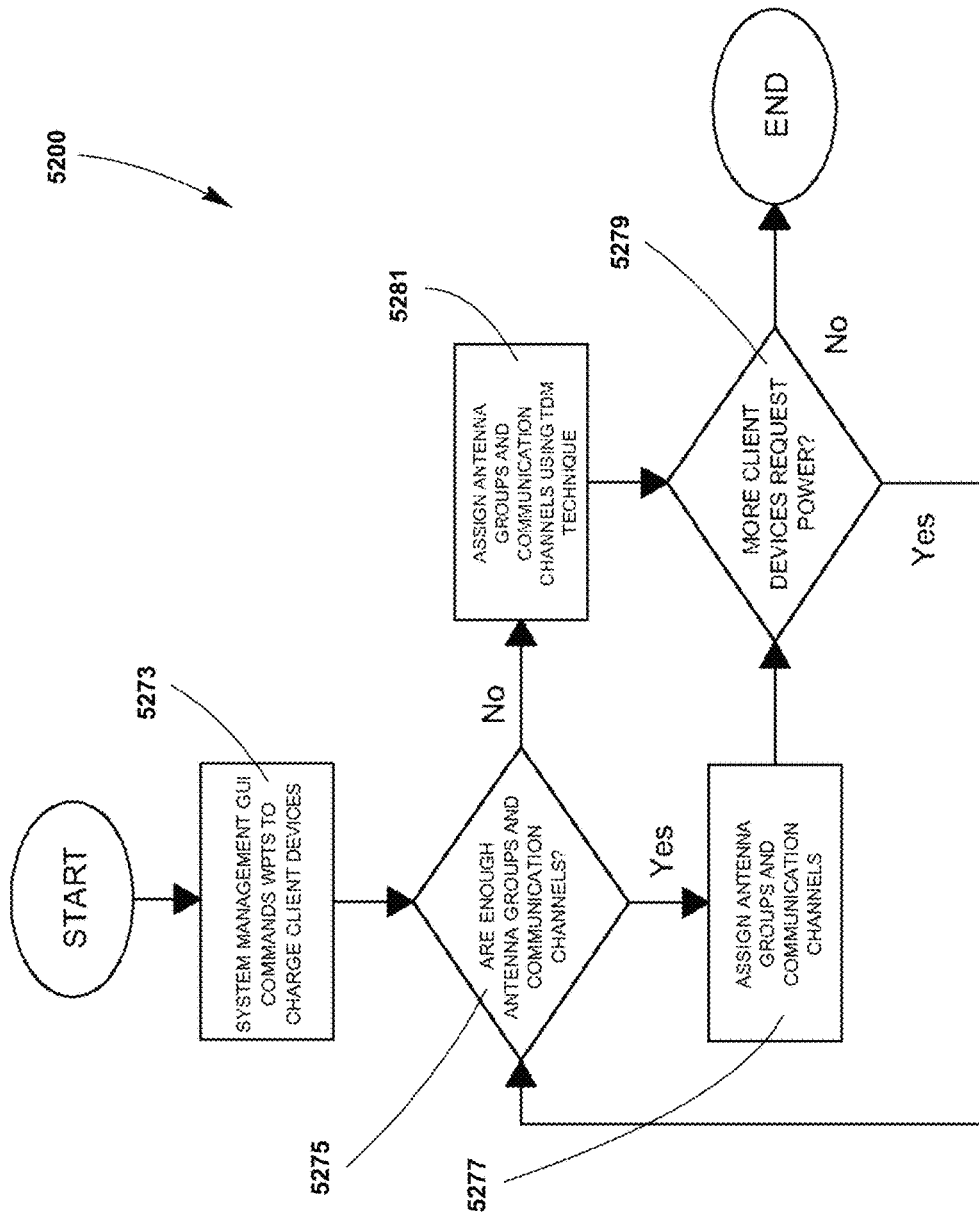 5200
START
5273
SYSTEM MANAGEMENT GUI
COMMANDS WPTS TO
CHARGE CLIENT DEVICES
5275
ARE ENOUGH
ANTENNA GROUPS AND
COMMUNICATION
CHANNELS?
No
5281
ASSIGN ANTENNA
GROUPS AND
COMMUNICATION
CHANNELS USING TDM
TECHNIQUE
Yes
5277
ASSIGN ANTENNA
GROUPS AND
COMMUNICATION
CHANNELS
5279
MORE CLIENT
DEVICES REQUEST
POWER?
No
END
Yes